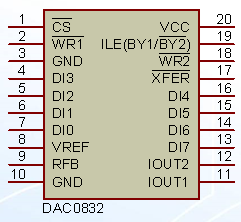 1 CS VCC 20
2 WR1 ILE(BY1/BY2) 19
3 GND WR2 18
4 DI3 XFER 17
5 DI2 DI4 16
6 DI1 DI5 15
7 DI0 DI6 14
8 VREF DI7 13
9 RFB IOUT2 12
10 GND IOUT1 11
DAC0832